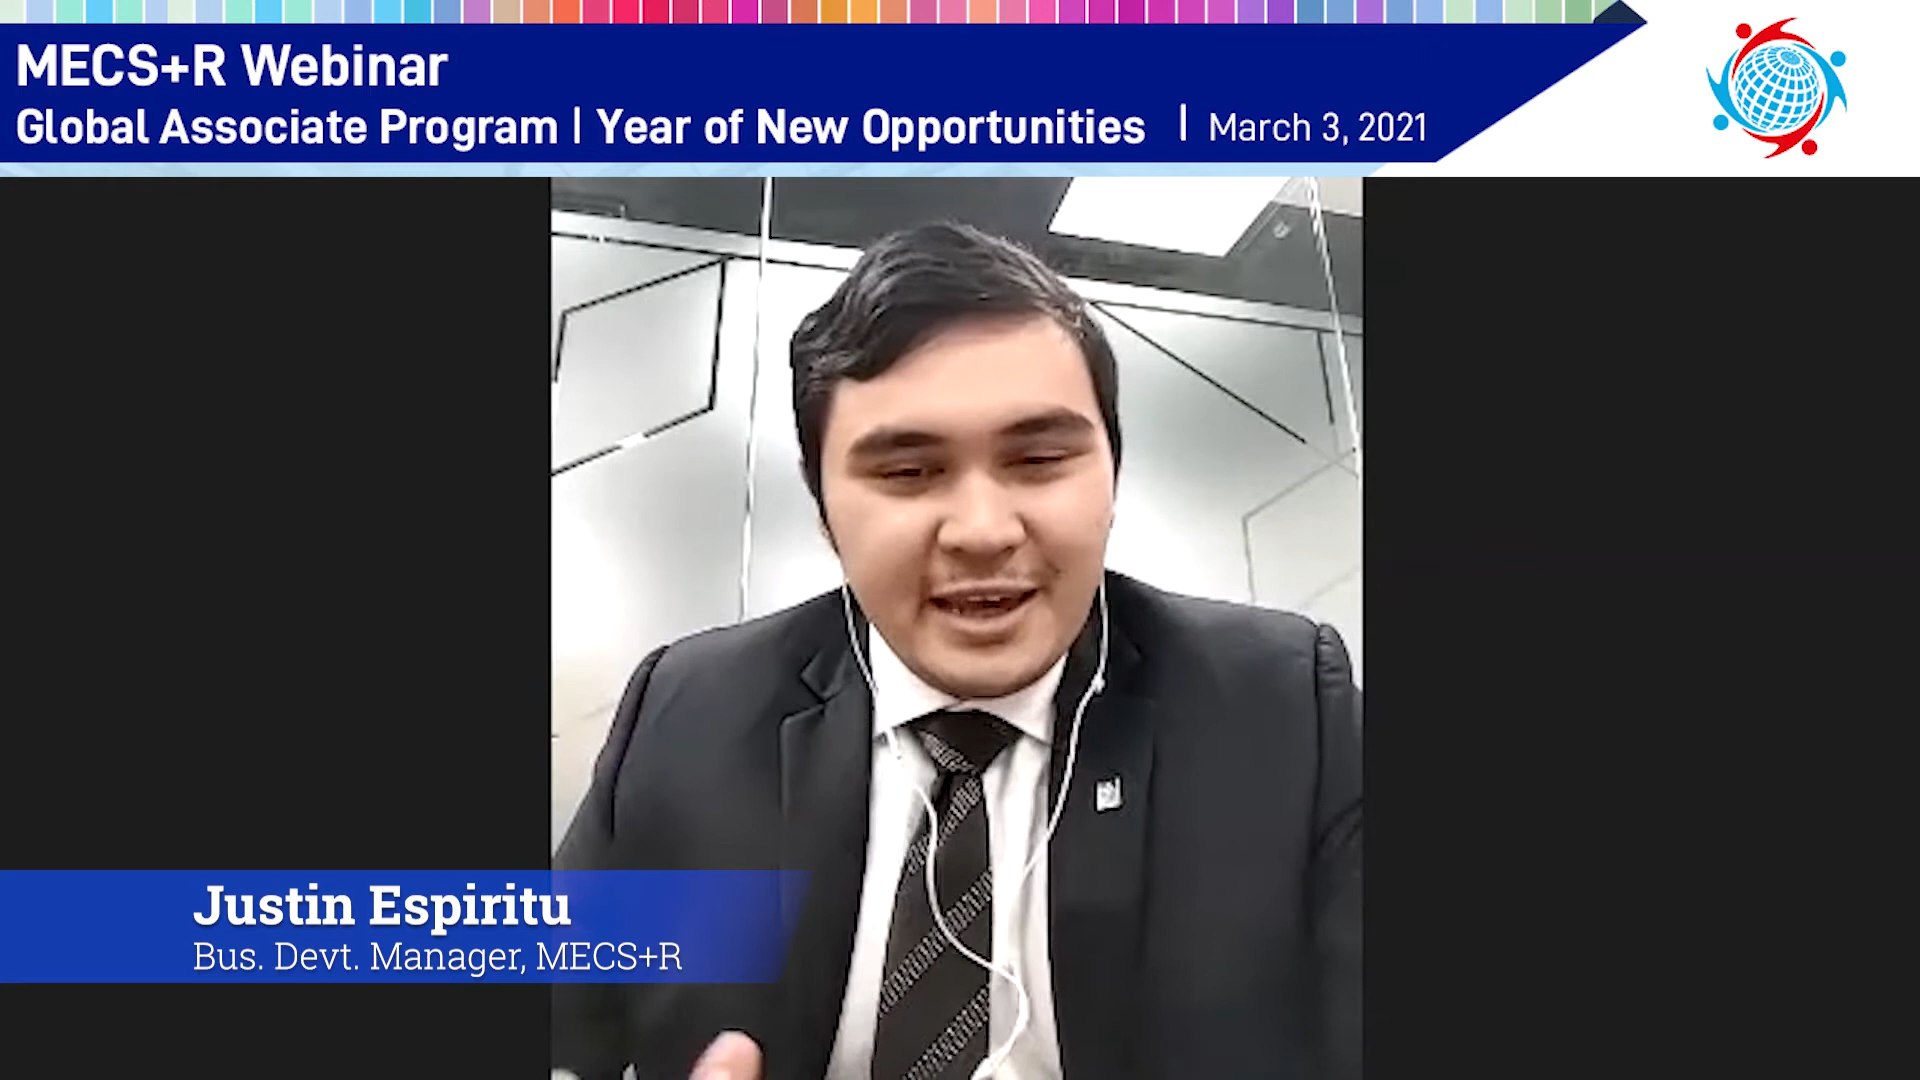 MECS+R Webinar
Global Associate Program | Year of New Opportunities | March 3, 2021
Justin Espiritu
Bus. Devt. Manager, MECS+R